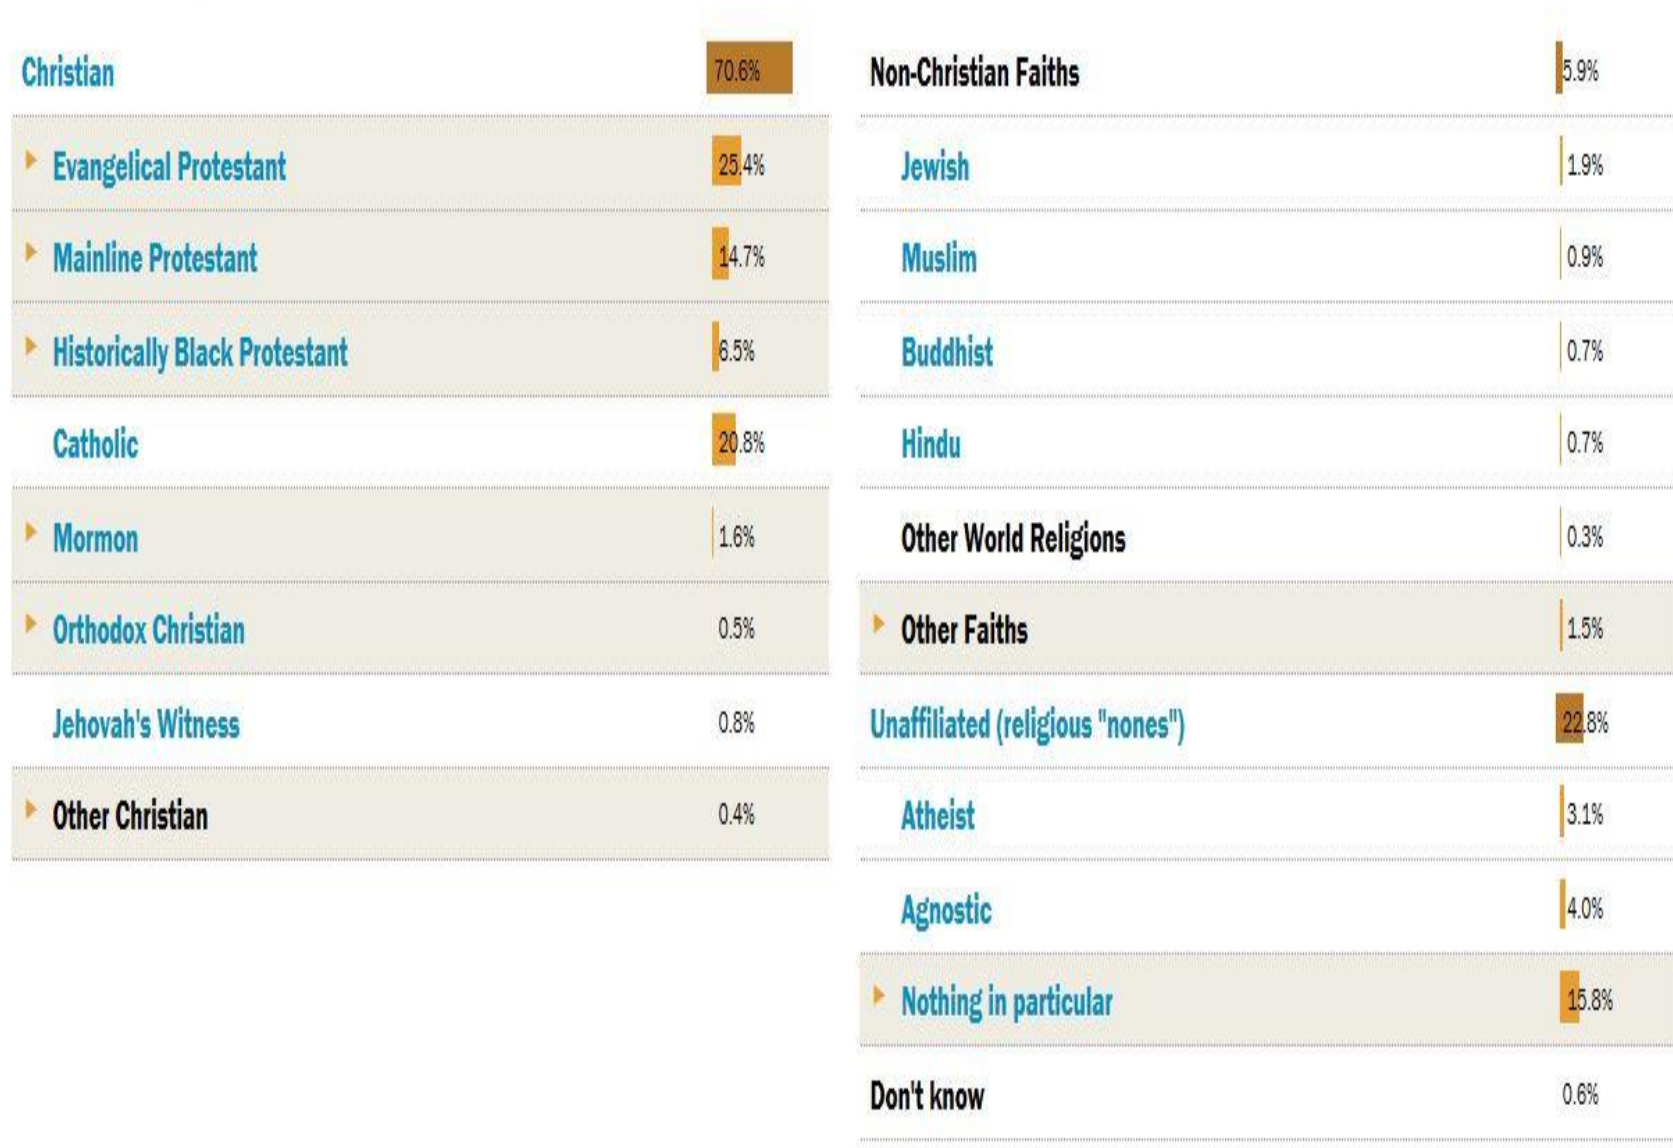 Christian 70.6%
Evangelical Protestant 25.4%
Mainline Protestant 14.7%
Historically Black Protestant 6.5%
Catholic 20.8%
Mormon 1.6%
Orthodox Christian 0.5%
Jehovah's Witness 0.8%
Other Christian 0.4%
Non-Christian Faiths 5.9%
Jewish 1.9%
Muslim 0.9%
Buddhist 0.7%
Hindu 0.7%
Other World Religions 0.3%
Other Faiths 1.5%
Unaffiliated (religious "nones") 22.8%
Atheist 3.1%
Agnostic 4.0%
Nothing in particular 15.8%
Don't know 0.6%